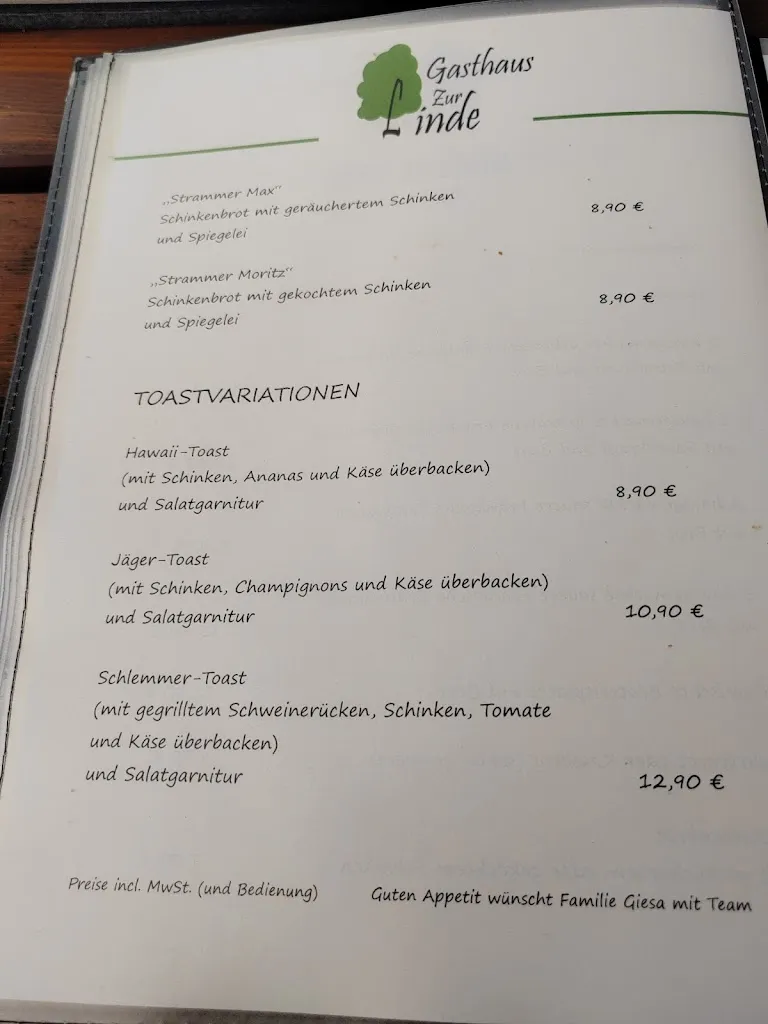 Gasthaus
Zur
Linde
„Strammer Max“
Schinkenbrot mit geräuchertem Schinken
und Spiegelei
8,90 €
„Strammer Moritz“
Schinkenbrot mit gekochtem Schinken
und Spiegelei
8,90 €
TOASTVARIATIONEN
Hawaii-Toast
(mit Schinken, Ananas und Käse überbacken)
und Salatgarnitur
8,90 €
Jäger-Toast
(mit Schinken, Champignons und Käse überbacken)
und Salatgarnitur
10,90 €
Schlemmer-Toast
(mit gegrilltem Schweinerücken, Schinken, Tomate
und Käse überbacken)
und Salatgarnitur
12,90 €
Preise incl. MwSt. (und Bedienung)
Guten Appetit wünscht Familie Giesa mit Team